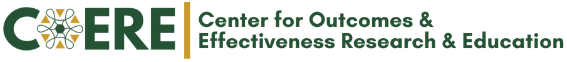 COERE
Center for Outcomes &
Effectiveness Research & Education